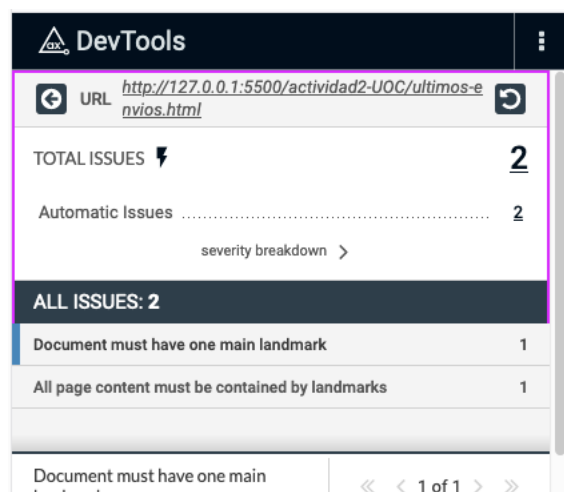 ax DevTools
URL http://127.0.0.1:5500/actividad2-UOC/ultimos-e
nvios.html
TOTAL ISSUES 2
Automatic Issues 2
severity breakdown
ALL ISSUES: 2
Document must have one main landmark 1
All page content must be contained by landmarks 1
Document must have one main
1 of 1